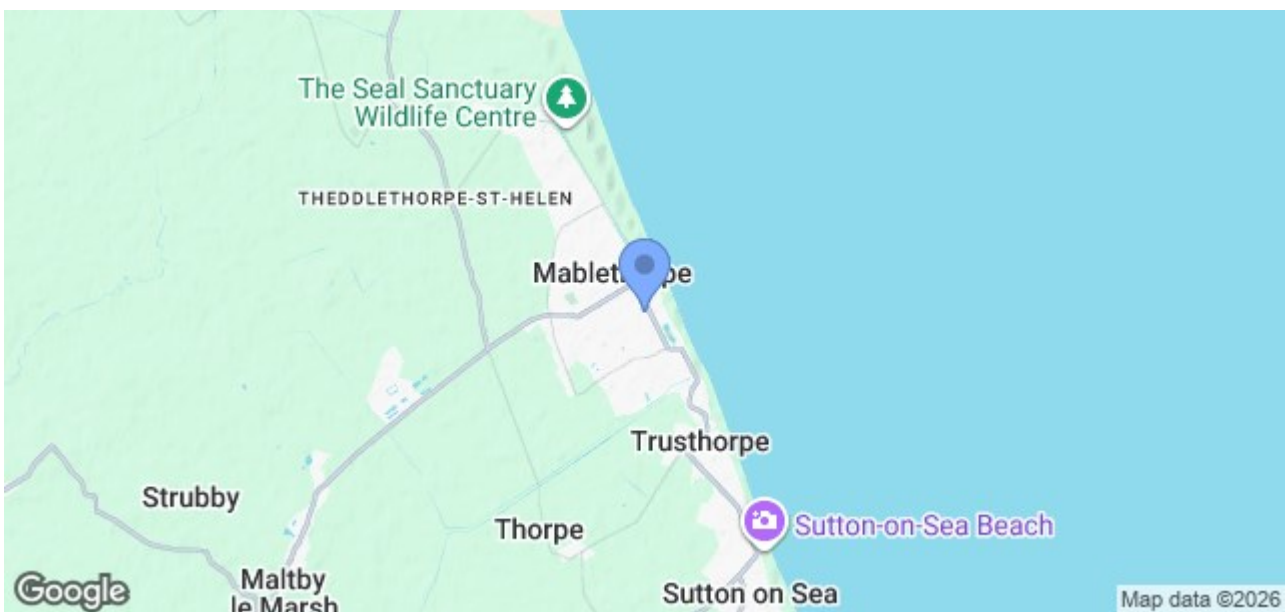 The Seal Sanctuary
Wildlife Centre
THEDDLETHORPE-ST-HELEN
Trusthorpe
Strubby
Thorpe
Sutton-on-Sea Beach
Maltby
le Marsh
Sutton on Sea
Google
Map data ©2026